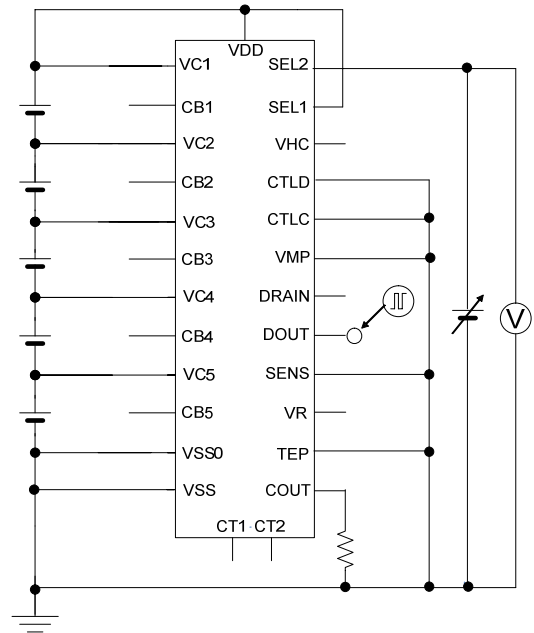 VDD
VC1 SEL2
CB1 SEL1
VC2 VHC
CB2 CTLD
VC3 CTLC
CB3 VMP
VC4 DRAIN
CB4 DOUT
VC5 SENS
CB5 VR
VSS0 TEP
VSS COUT
CT1 CT2
V